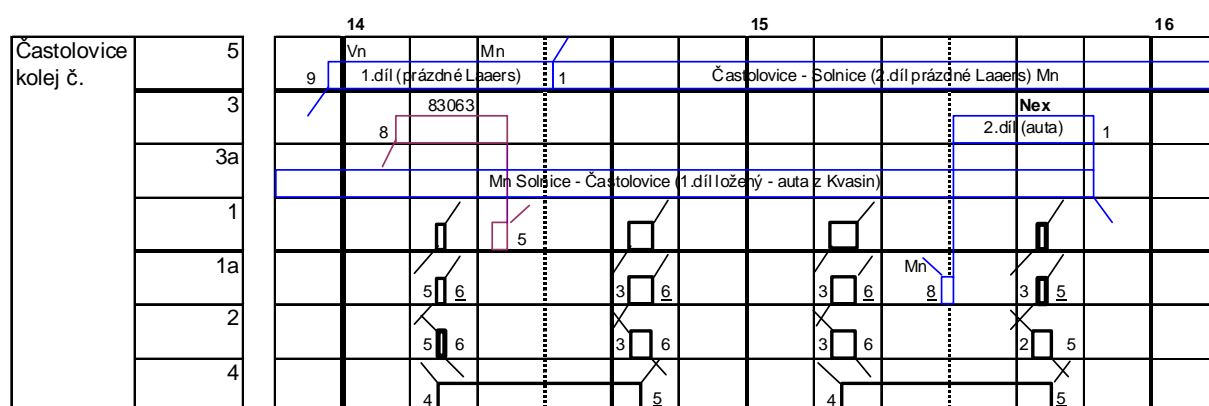 14 15 16
Častolovice 5 Vn Mn
kolej č. 9 1.díl (prázdné Laaers) 1 Častolovice - Solnice (2.díl prázdné Laaers) Mn
3 83063 Nex
8 2.díl (auta) 1
3a
Mn Solnice - Častolovice (1.díl ložený - auta z Kvasin)
1
5
1a Mn
5 6 3 6 3 6 8 3 5
2
5 6 3 6 3 6 2 5
4
4 5 4 5